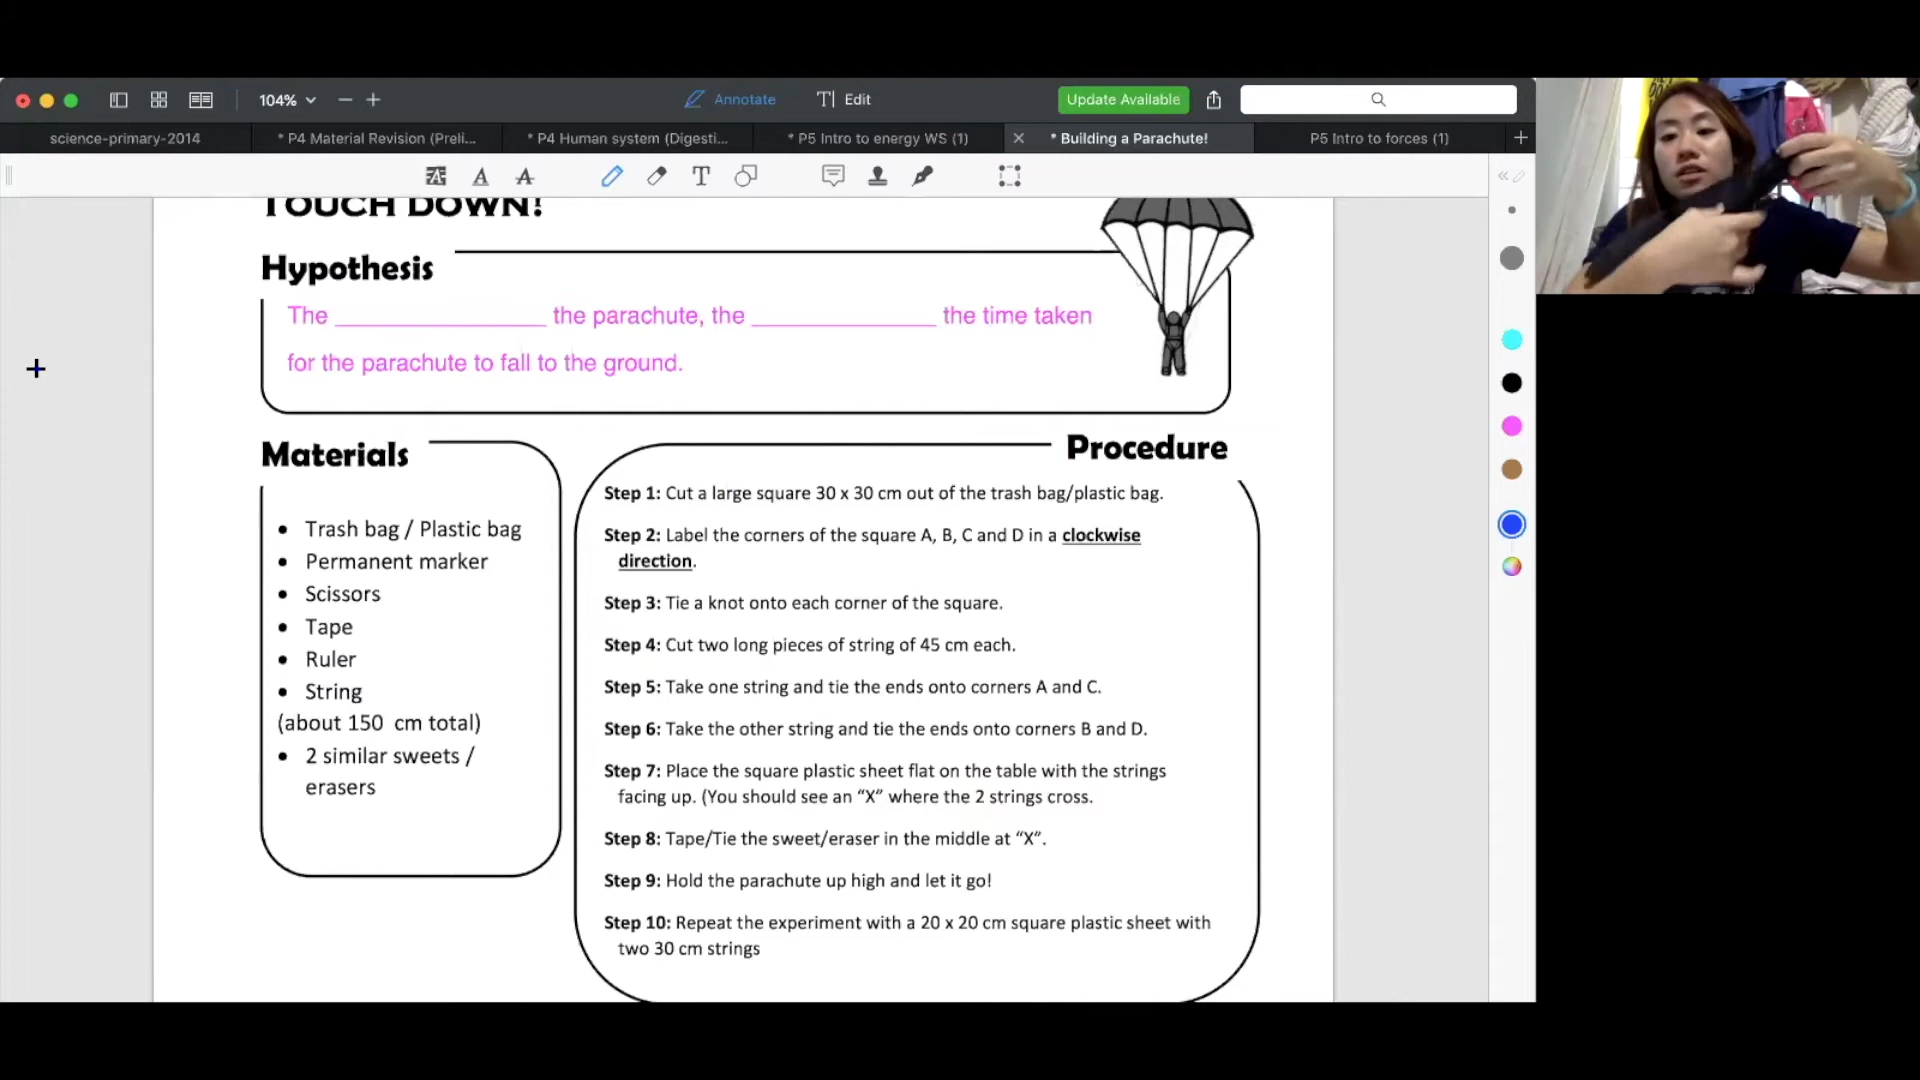 104%
Annotate
Edit
Update Available
science-primary-2014
* P4 Material Revision (Preli...
* P4 Human system (Digesti...
* P5 Intro to energy WS (1)
* Building a Parachute!
P5 Intro to forces (1)
TOUCH DOWN!
Hypothesis
The ________________ the parachute, the ______________ the time taken
for the parachute to fall to the ground.
Materials
• Trash bag / Plastic bag
• Permanent marker
• Scissors
• Tape
• Ruler
• String
(about 150 cm total)
• 2 similar sweets /
erasers
Procedure
Step 1: Cut a large square 30 x 30 cm out of the trash bag/plastic bag.
Step 2: Label the corners of the square A, B, C and D in a clockwise
direction.
Step 3: Tie a knot onto each corner of the square.
Step 4: Cut two long pieces of string of 45 cm each.
Step 5: Take one string and tie the ends onto corners A and C.
Step 6: Take the other string and tie the ends onto corners B and D.
Step 7: Place the square plastic sheet flat on the table with the strings
facing up. (You should see an “X” where the 2 strings cross.
Step 8: Tape/Tie the sweet/eraser in the middle at “X”.
Step 9: Hold the parachute up high and let it go!
Step 10: Repeat the experiment with a 20 x 20 cm square plastic sheet with
two 30 cm strings